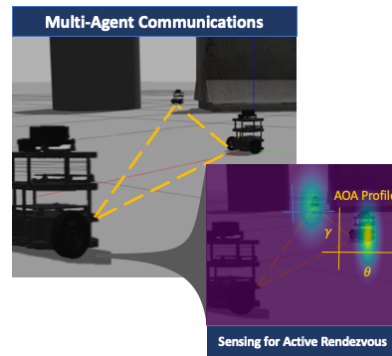 Multi-Agent Communications
AOA Profile
γ
θ
Sensing for Active Rendezvous